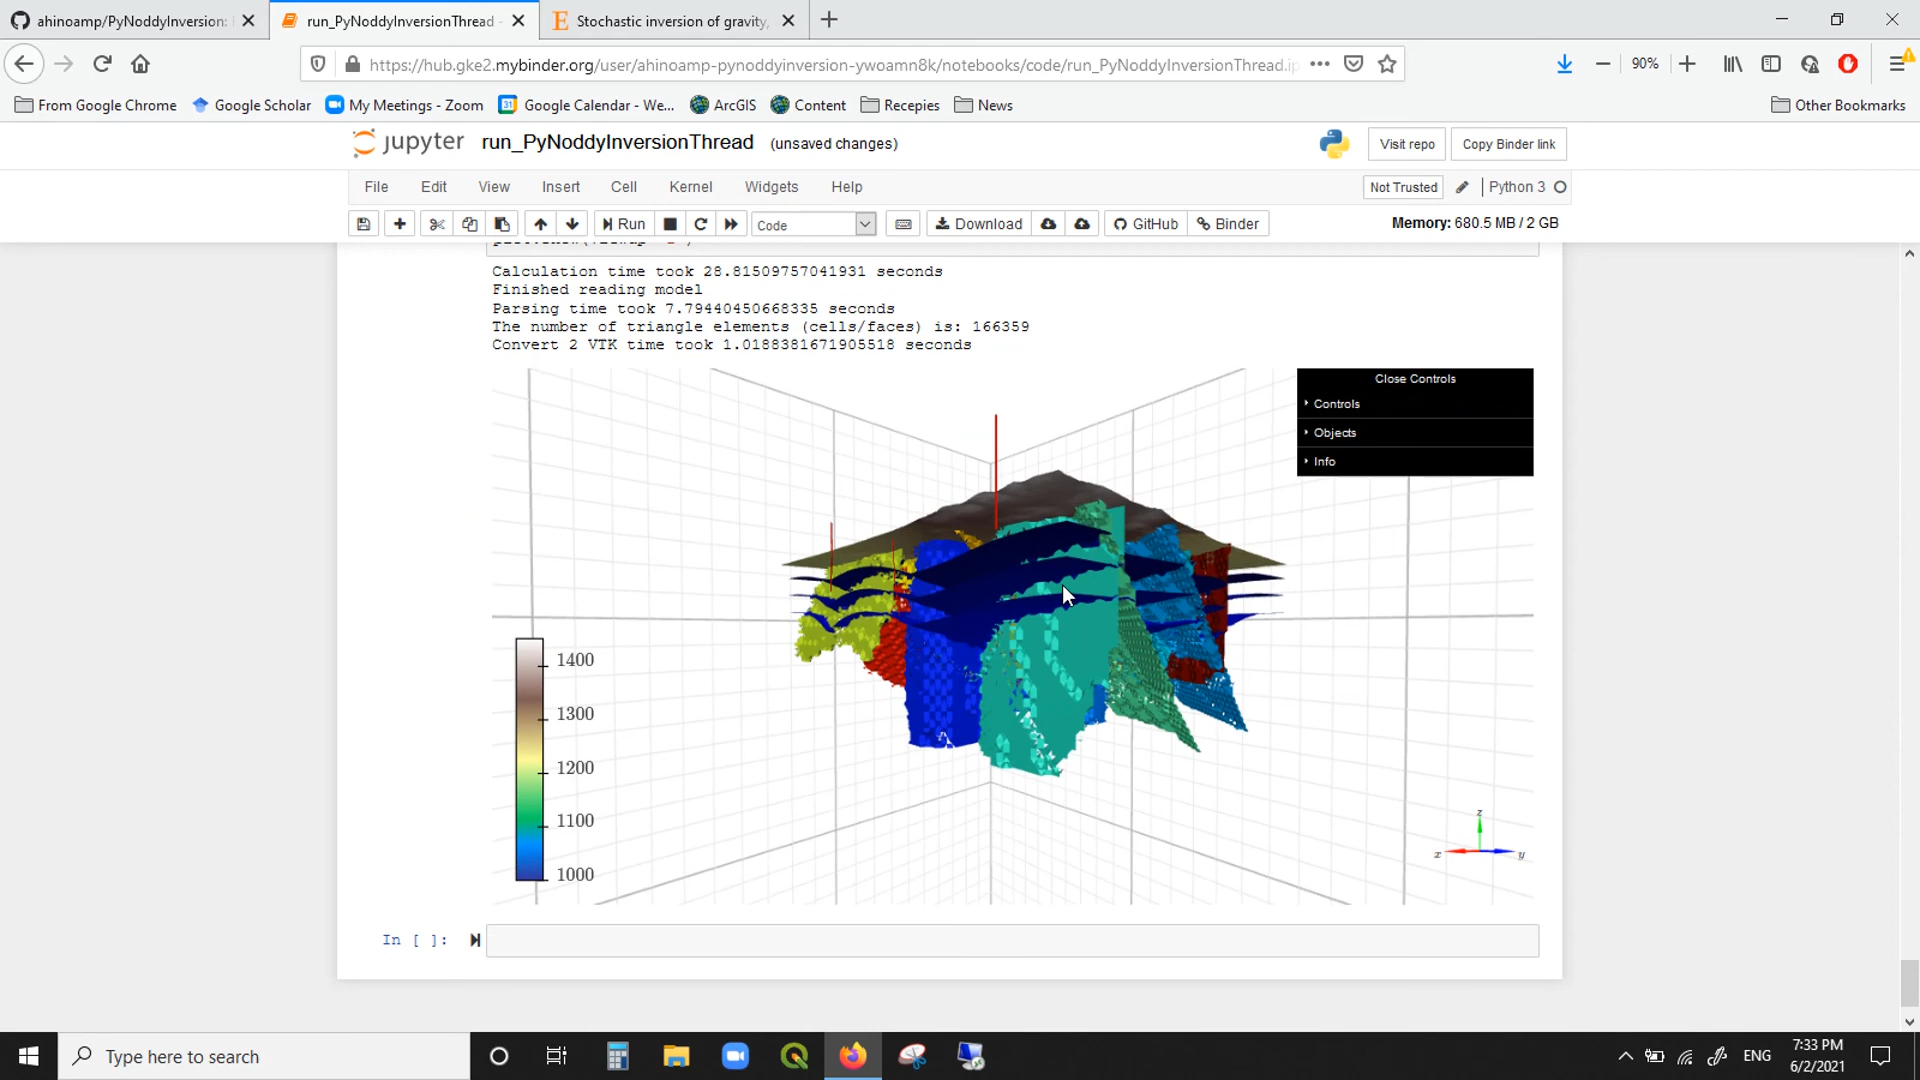 ahinoamp/PyNoddyInversion:
run_PyNoddyInversionThread -
Stochastic inversion of gravity,
https://hub.gke2.mybinder.org/user/ahinoamp-pynoddyinversion-ywoamn8k/notebooks/code/run_PyNoddyInversionThread.ip
90%
From Google Chrome
Google Scholar
My Meetings - Zoom
31
Google Calendar - We...
ArcGIS
Content
Recepies
News
Other Bookmarks
jupyter
run_PyNoddyInversionThread
(unsaved changes)
Visit repo
Copy Binder link
File
Edit
View
Insert
Cell
Kernel
Widgets
Help
Not Trusted
Python 3
Run
Code
Download
GitHub
Binder
Memory: 680.5 MB / 2 GB
Calculation time took 28.81509757041931 seconds
Finished reading model
Parsing time took 7.79440450668335 seconds
The number of triangle elements (cells/faces) is: 166359
Convert 2 VTK time took 1.0188381671905518 seconds
Close Controls
Controls
Objects
Info
1400
1300
1200
1100
1000
z
x
y
In [ ]:
Type here to search
ENG
7:33 PM
6/2/2021